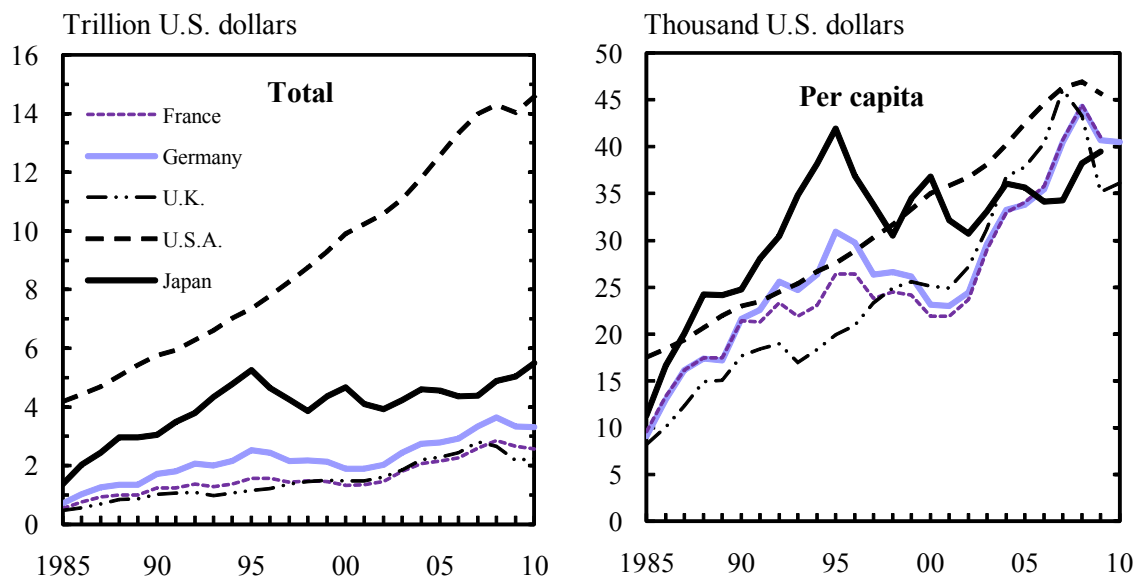 Trillion U.S. dollars
16
14
12
10
8
6
4
2
0
Total
France
Germany
U.K.
U.S.A.
Japan
1985 90 95 00 05 10
Thousand U.S. dollars
50
45
40
35
30
25
20
15
10
5
0
Per capita
1985 90 95 00 05 10